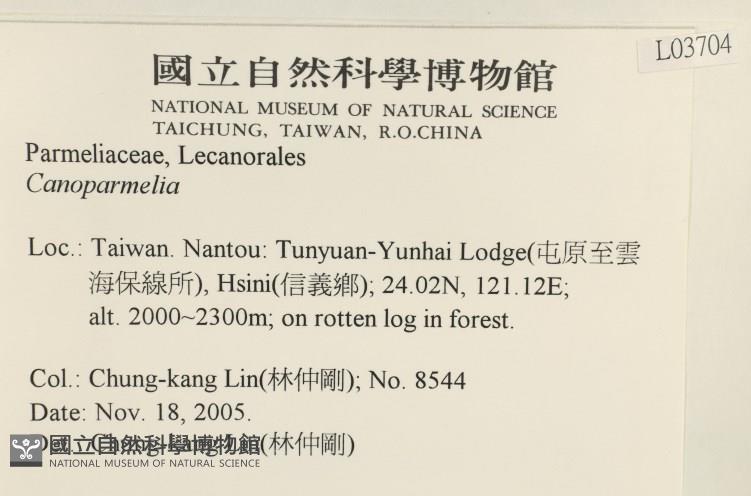 L03704
國立自然科學博物館
NATIONAL MUSEUM OF NATURAL SCIENCE
TAICHUNG, TAIWAN, R.O.CHINA
Parmeliaceae, Lecanorales
Canoparmelia
Loc.: Taiwan. Nantou: Tunyuan-Yunhai Lodge(屯原至雲
海保線所), Hsini(信義鄉); 24.02N, 121.12E;
alt. 2000~2300m; on rotten log in forest.
Col.: Chung-kang Lin(林仲剛); No. 8544
Date: Nov. 18, 2005.
Det.: Chung-kang Lin(林仲剛)
國立自然科學博物館
NATIONAL MUSEUM OF NATURAL SCIENCE